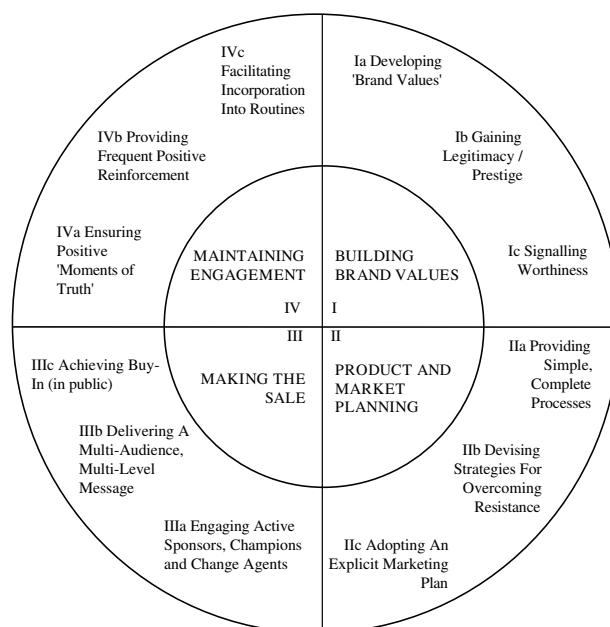 IVc
Facilitating
Incorporation
Into Routines
Ia Developing
'Brand Values'
IVb Providing
Frequent Positive
Reinforcement
Ib Gaining
Legitimacy /
Prestige
IVa Ensuring
Positive
'Moments of
Truth'
MAINTAINING
ENGAGEMENT
BUILDING
BRAND VALUES
Ic Signalling
Worthiness
IV
I
III
II
IIIc Achieving Buy-
In (in public)
MAKING THE
SALE
PRODUCT AND
MARKET
PLANNING
IIa Providing
Simple,
Complete
Processes
IIIb Delivering A
Multi-Audience,
Multi-Level
Message
IIb Devising
Strategies For
Overcoming
Resistance
IIIa Engaging Active
Sponsors, Champions
and Change Agents
IIc Adopting An
Explicit Marketing
Plan